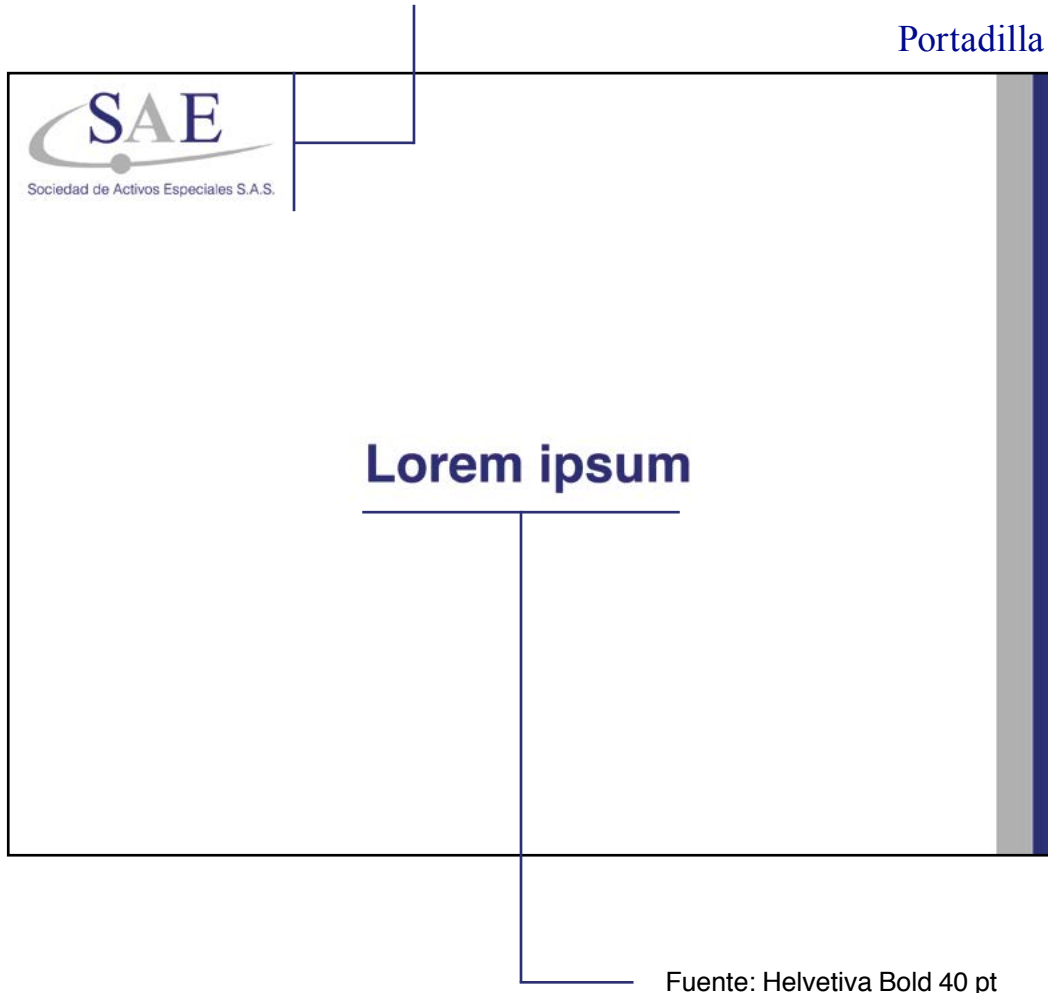 Portadilla
SAE
Sociedad de Activos Especiales S.A.S.
Lorem ipsum
Fuente: Helvetiva Bold 40 pt